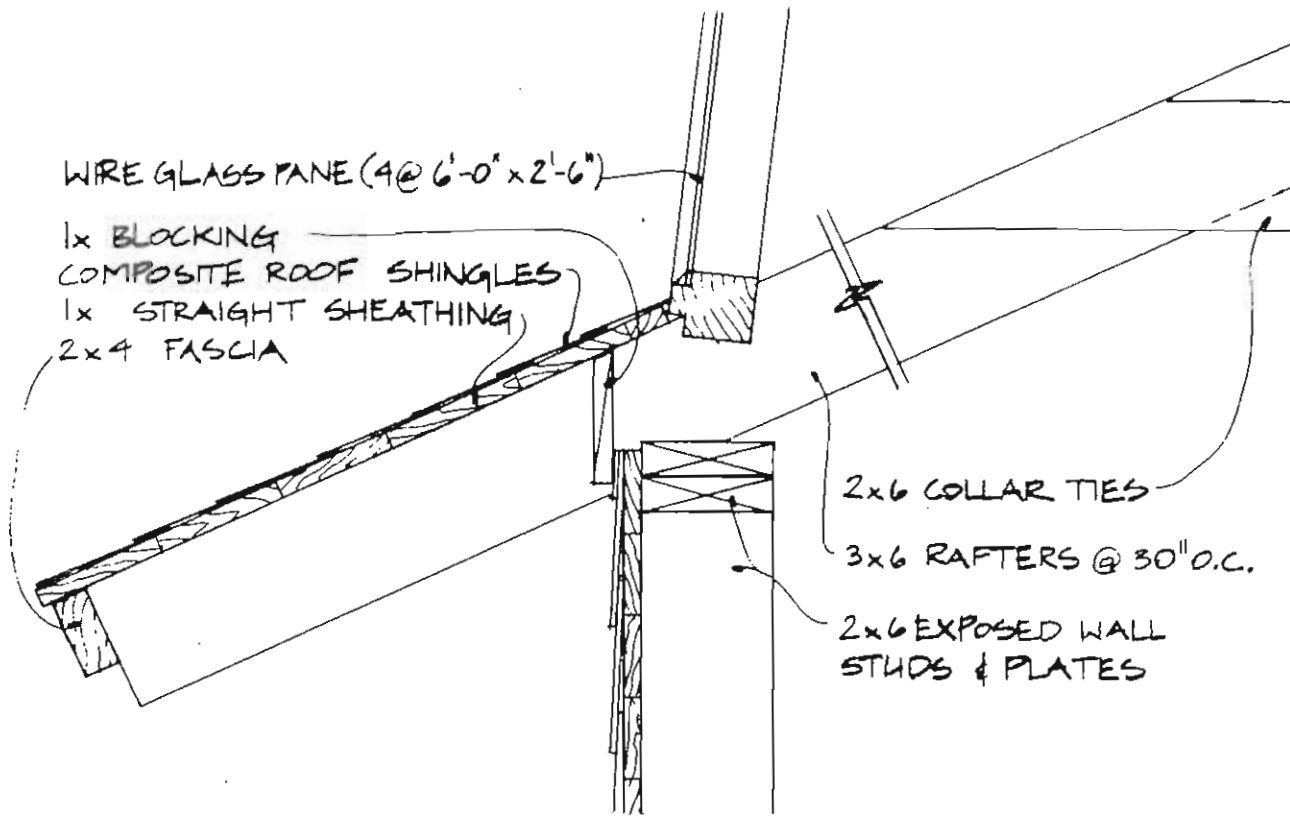 WIRE GLASS PANE (4@ 6'-0" x 2'-6")
1x BLOCKING
COMPOSITE ROOF SHINGLES
1x STRAIGHT SHEATHING
2x4 FASCIA
2x6 COLLAR TIES
3x6 RAFTERS @ 30" O.C.
2x6 EXPOSED WALL
STUDS & PLATES